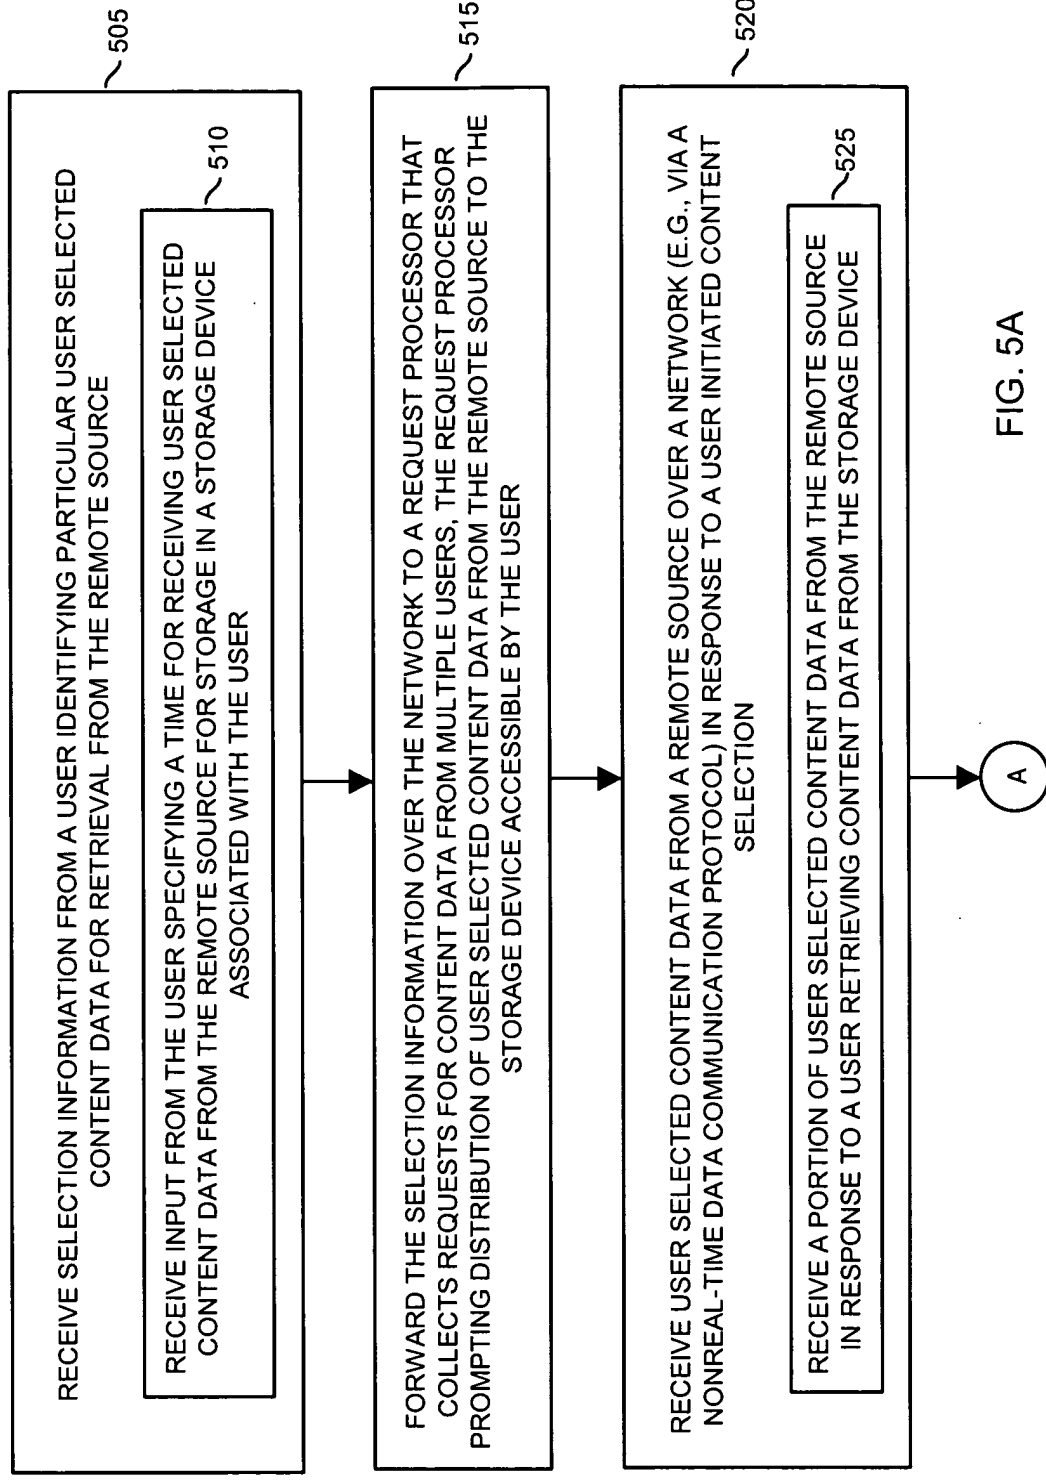 505
RECEIVE SELECTION INFORMATION FROM A USER IDENTIFYING PARTICULAR USER SELECTED
CONTENT DATA FOR RETRIEVAL FROM THE REMOTE SOURCE
510
RECEIVE INPUT FROM THE USER SPECIFYING A TIME FOR RECEIVING USER SELECTED
CONTENT DATA FROM THE REMOTE SOURCE FOR STORAGE IN A STORAGE DEVICE
ASSOCIATED WITH THE USER
515
FORWARD THE SELECTION INFORMATION OVER THE NETWORK TO A REQUEST PROCESSOR THAT
COLLECTS REQUESTS FOR CONTENT DATA FROM MULTIPLE USERS, THE REQUEST PROCESSOR
PROMPTING DISTRIBUTION OF USER SELECTED CONTENT DATA FROM THE REMOTE SOURCE TO THE
STORAGE DEVICE ACCESSIBLE BY THE USER
520
RECEIVE USER SELECTED CONTENT DATA FROM A REMOTE SOURCE OVER A NETWORK (E.G., VIA A
NONREAL-TIME DATA COMMUNICATION PROTOCOL) IN RESPONSE TO A USER INITIATED CONTENT
SELECTION
525
RECEIVE A PORTION OF USER SELECTED CONTENT DATA FROM THE REMOTE SOURCE
IN RESPONSE TO A USER RETRIEVING CONTENT DATA FROM THE STORAGE DEVICE
A
FIG. 5A